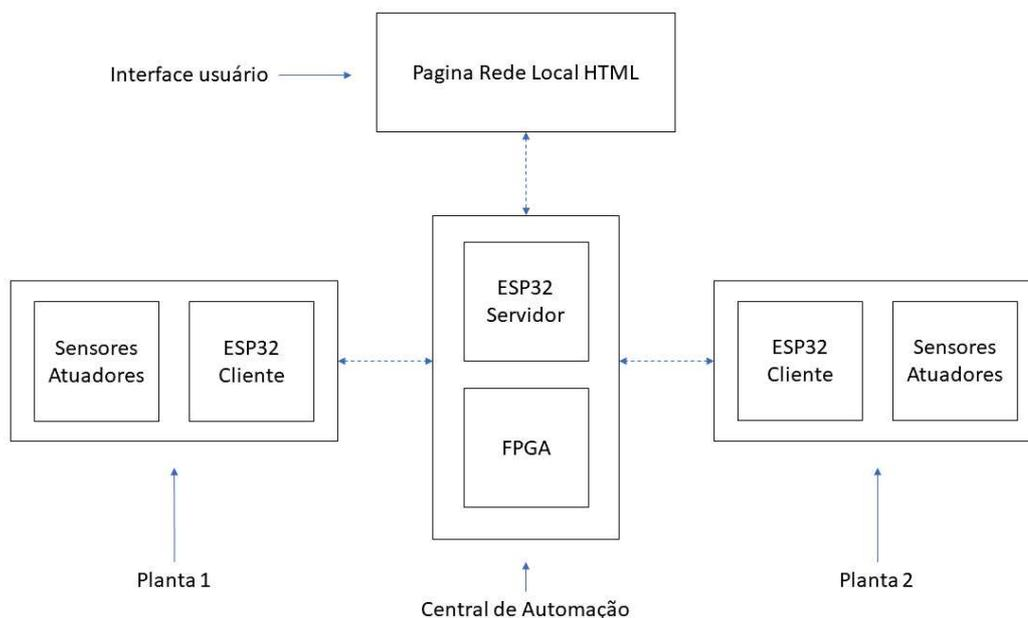 Interface usuário
Pagina Rede Local HTML
ESP32
Servidor
FPGA
Sensores
Atuadores
ESP32
Cliente
ESP32
Cliente
Sensores
Atuadores
Planta 1
Central de Automação
Planta 2